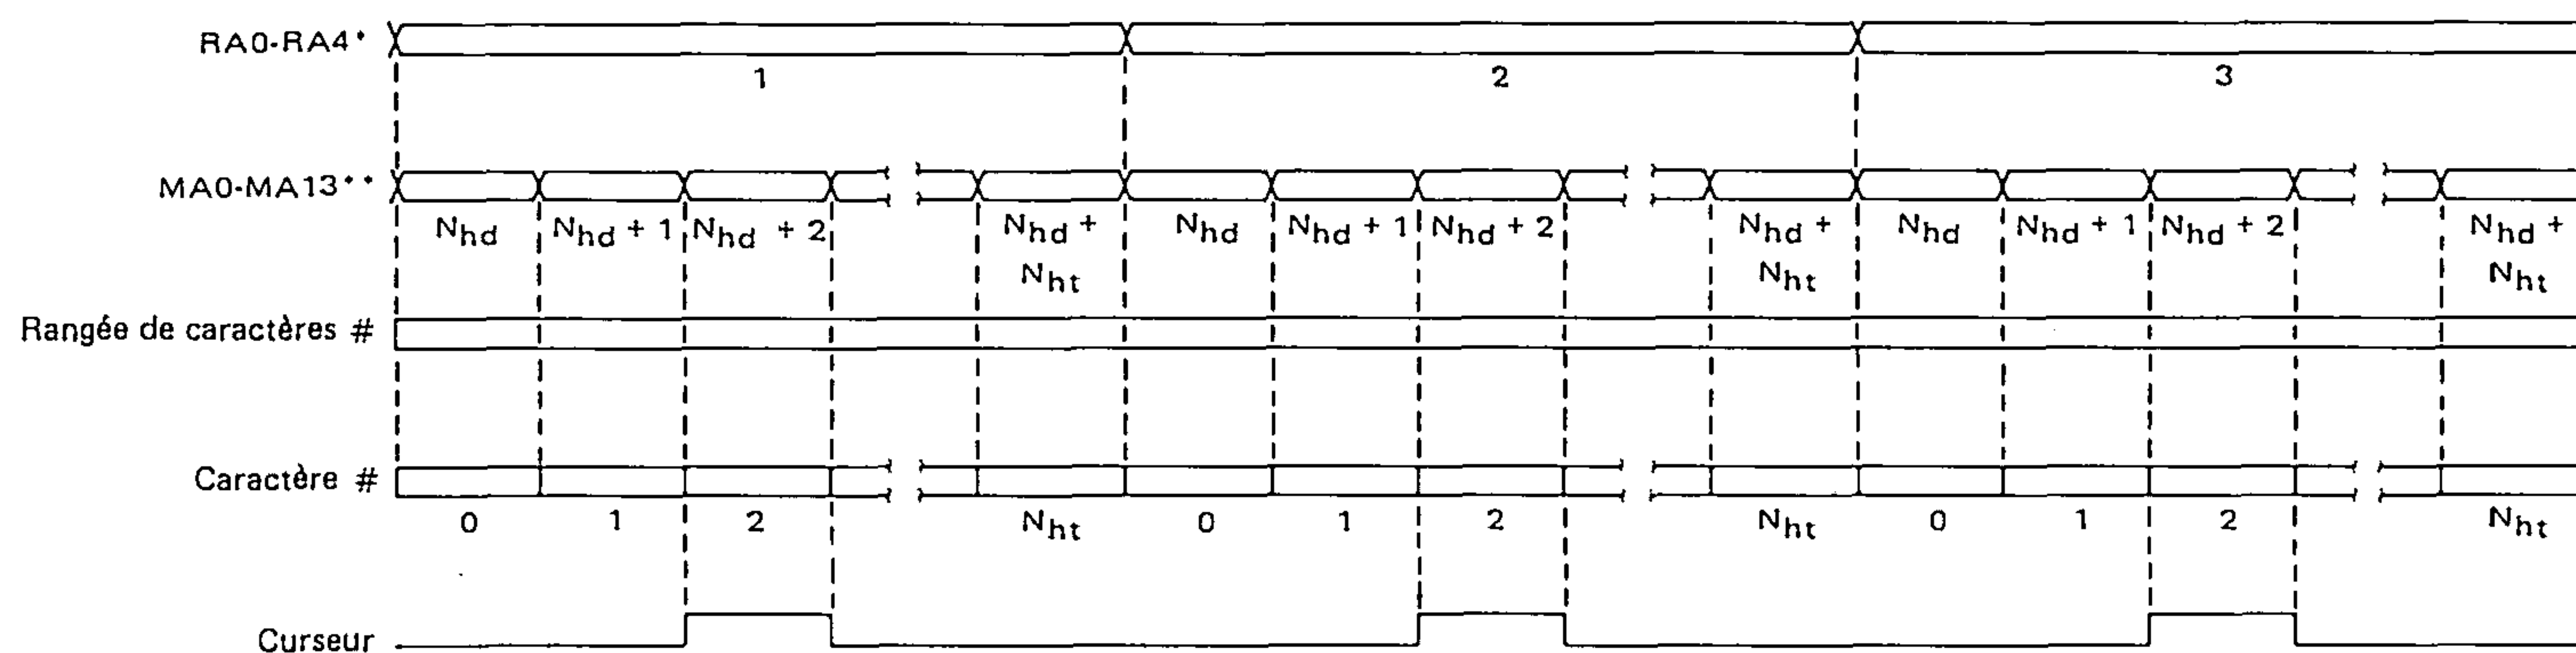 RA0-RA4*
1 2 3
MA0-MA13**
Nhd Nhd + 1 Nhd + 2 Nhd + Nht Nhd Nhd + 1 Nhd + 2 Nhd + Nht Nhd Nhd + 1 Nhd + 2 Nhd + Nht
Rangée de caractères #
Caractère #
0 1 2 Nht 0 1 2 Nht 0 1 2 Nht
Curseur